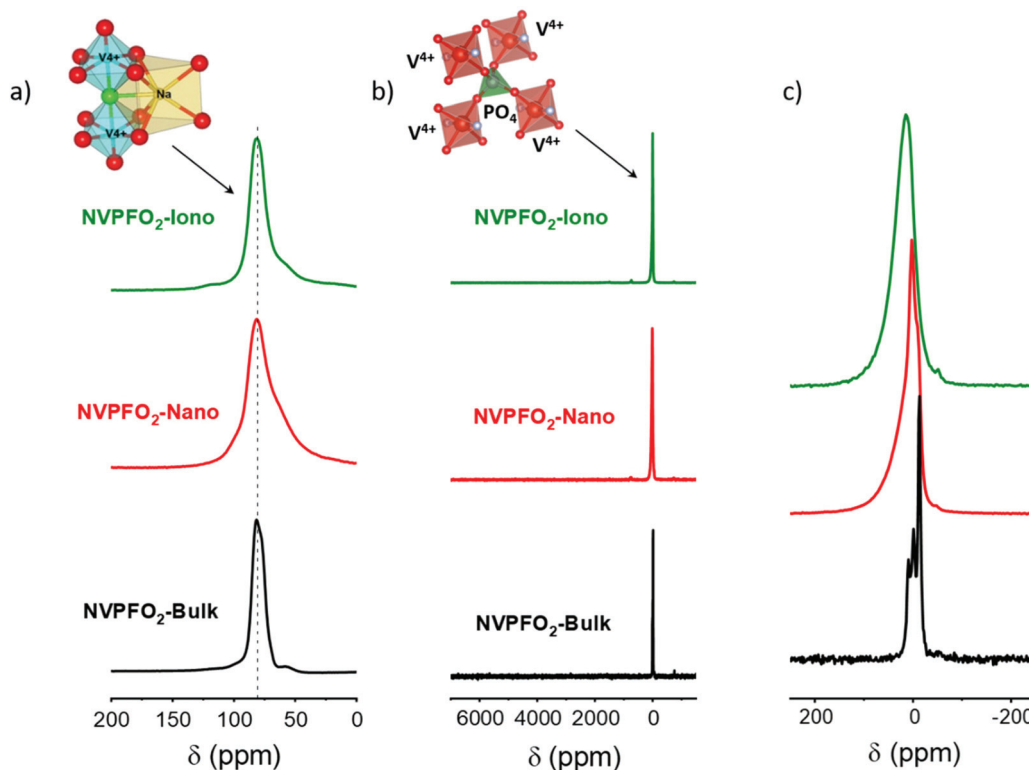 a)
V4+
Na
V4+
NVPFO₂-Iono
NVPFO₂-Nano
NVPFO₂-Bulk
200 150 100 50 0
δ (ppm)
b)
V⁴⁺ V⁴⁺
PO₄
V⁴⁺ V⁴⁺
NVPFO₂-Iono
NVPFO₂-Nano
NVPFO₂-Bulk
6000 4000 2000 0
δ (ppm)
c)
200 0 -200
δ (ppm)